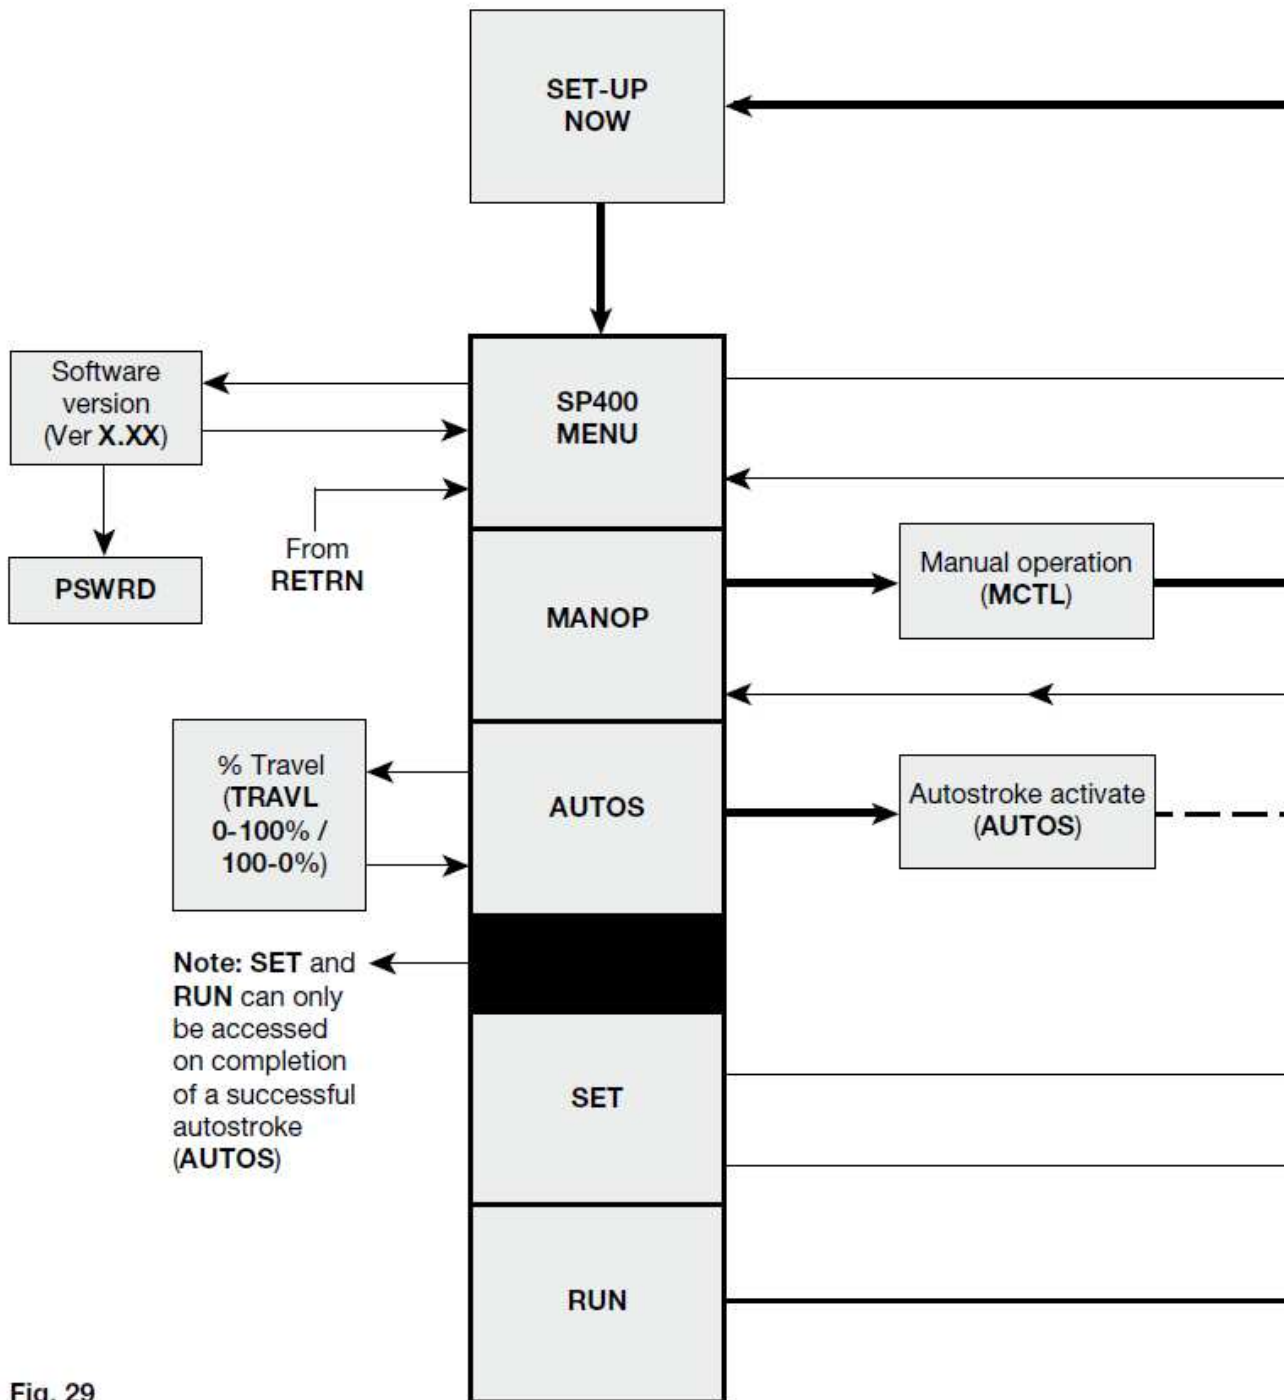 SET-UP
NOW
Software
version
(Ver X.XX)
SP400
MENU
From
RETRN
PSWRD
MANOP
Manual operation
(MCTL)
% Travel
(TRAVL
0-100% /
100-0%)
AUTOS
Autostroke activate
(AUTOS)
Note: SET and
RUN can only
be accessed
on completion
of a successful
autostroke
(AUTOS)
SET
RUN
Fig. 29